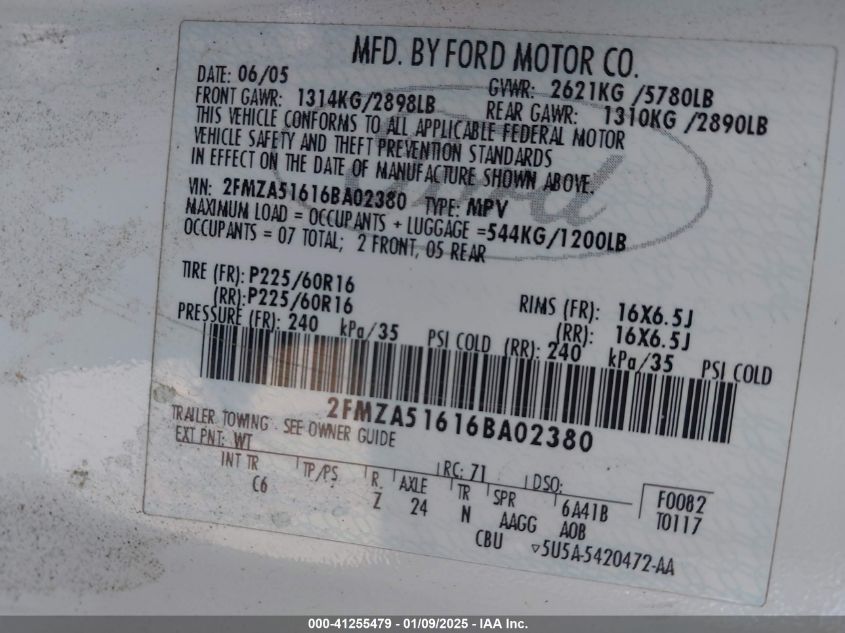 MFD. BY FORD MOTOR CO.
DATE: 06/05 GVWR: 2621KG /5780LB
FRONT GAWR: 1314KG/2898LB REAR GAWR: 1310KG /2890LB
THIS VEHICLE CONFORMS TO ALL APPLICABLE FEDERAL MOTOR
VEHICLE SAFETY AND THEFT PREVENTION STANDARDS
IN EFFECT ON THE DATE OF MANUFACTURE SHOWN ABOVE.
VIN: 2FMZA51616BA02380 TYPE: MPV
MAXIMUM LOAD = OCCUPANTS + LUGGAGE =544KG/1200LB
OCCUPANTS = 07 TOTAL; 2 FRONT, 05 REAR
TIRE (FR): P225/60R16 RIMS (FR): 16X6.5J
(RR): P225/60R16 (RR): 16X6.5J
PRESSURE (FR): 240 kPa/35 PSI COLD (RR): 240 kPa/35 PSI COLD
2FMZA51616BA02380
TRAILER TOWING - SEE OWNER GUIDE
EXT PNT: WT RC: 71 DSO: F0082
INT TR TP/PS R. AXLE TR SPR 6A41B T0117
C6 Z 24 N AAGG AOB
CBU ▿5U5A-5420472-AA
Ford
000-41255479 - 01/09/2025 - IAA Inc.